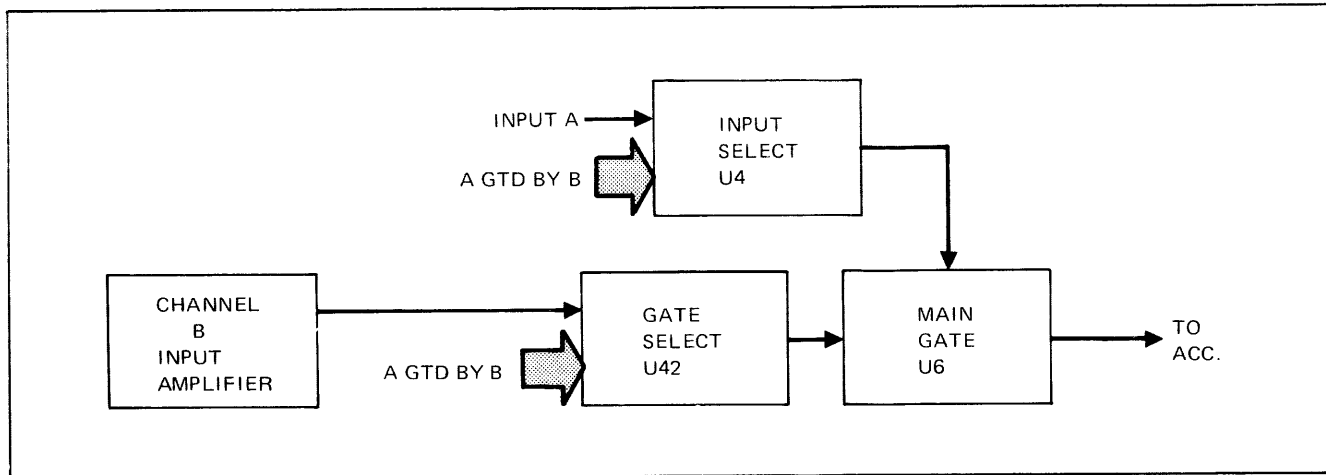 INPUT A
A GTD BY B
INPUT
SELECT
U4
CHANNEL
B
INPUT
AMPLIFIER
A GTD BY B
GATE
SELECT
U42
MAIN
GATE
U6
TO
ACC.